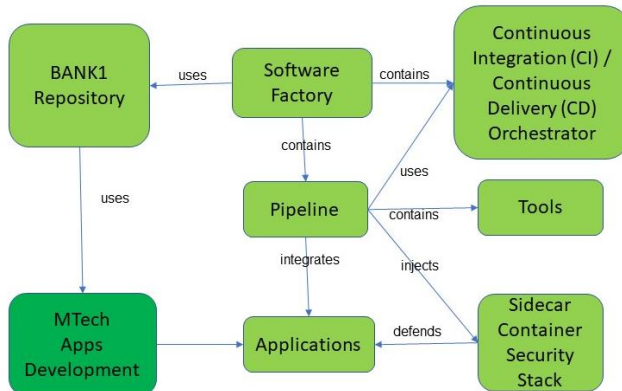 BANK1
Repository
uses
Software
Factory
contains
Continuous
Integration (CI) /
Continuous
Delivery (CD)
Orchestrator
contains
uses
uses
Pipeline
contains
Tools
integrates
injects
MTech
Apps
Development
Applications
defends
Sidecar
Container
Security
Stack